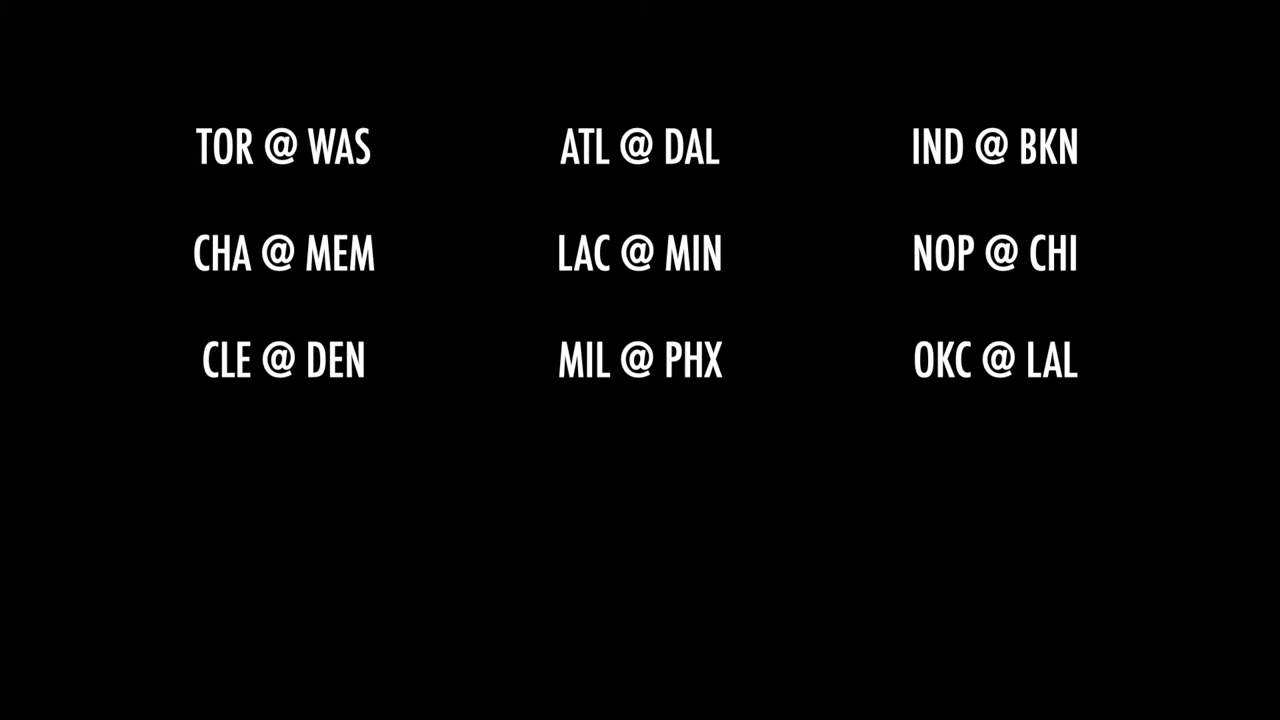 TOR @ WAS ATL @ DAL IND @ BKN
CHA @ MEM LAC @ MIN NOP @ CHI
CLE @ DEN MIL @ PHX OKC @ LAL